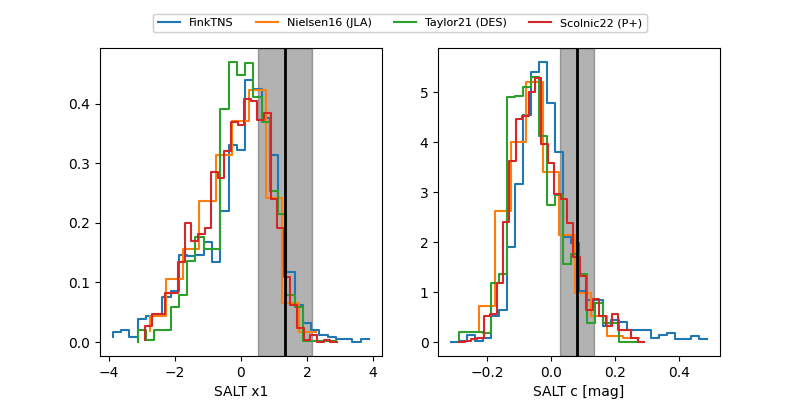 FinkTNS Nielsen16 (JLA) Taylor21 (DES) Scolnic22 (P+)
0.4
0.3
0.2
0.1
0.0
−4 −2 0 2 4
SALT x1
5
4
3
2
1
0
−0.2 0.0 0.2 0.4
SALT c [mag]